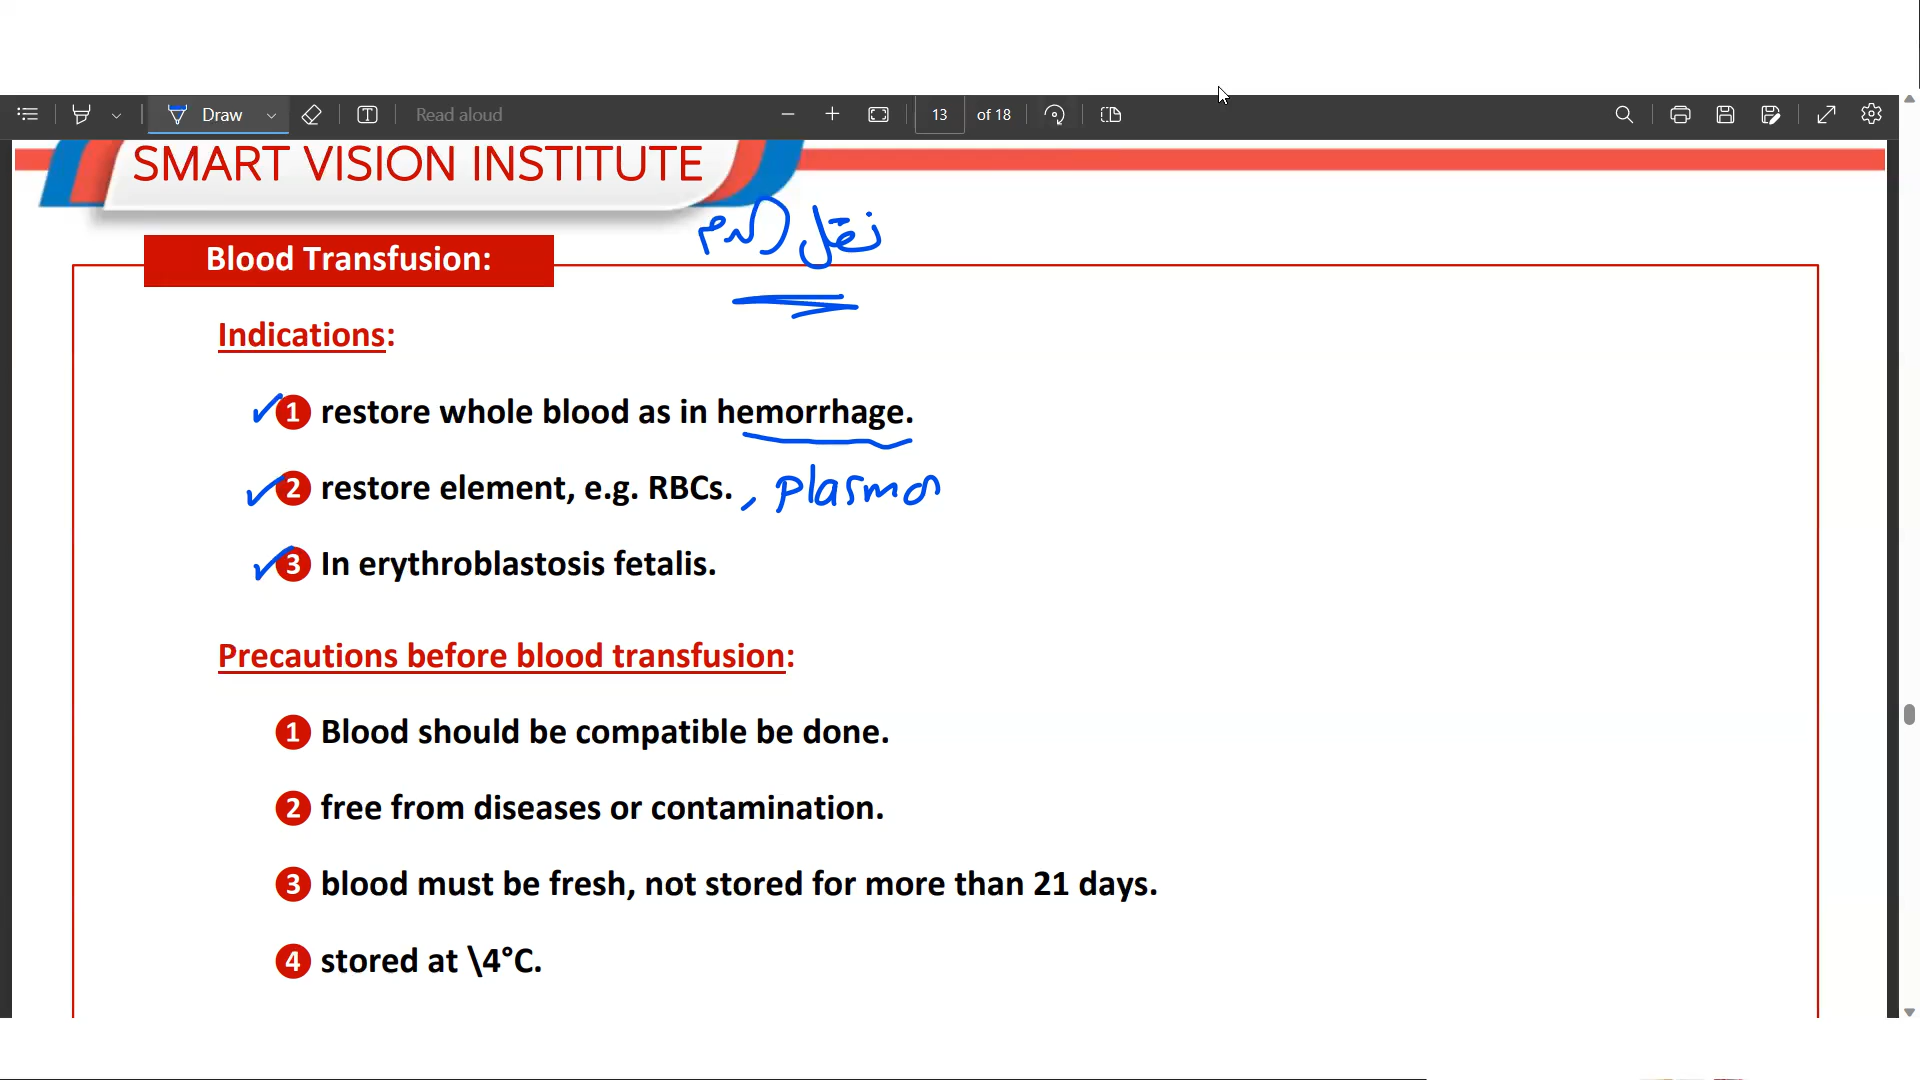 Draw
Read aloud
13 of 18
SMART VISION INSTITUTE
نقل الدم
Blood Transfusion:
Indications:
1 restore whole blood as in hemorrhage.
2 restore element, e.g. RBCs. , plasma
3 In erythroblastosis fetalis.
Precautions before blood transfusion:
1 Blood should be compatible be done.
2 free from diseases or contamination.
3 blood must be fresh, not stored for more than 21 days.
4 stored at \4°C.